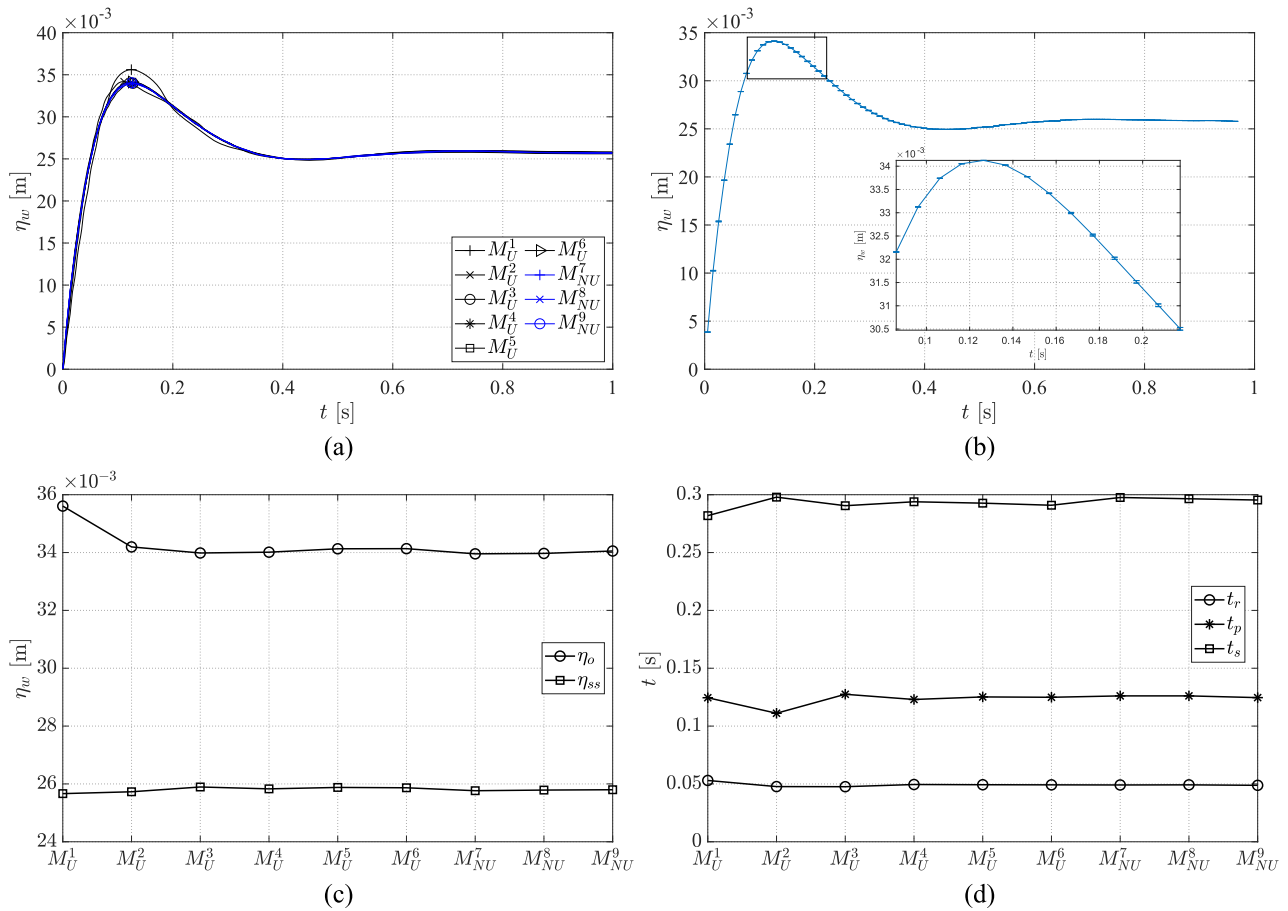 ×10⁻³
40
35
30
25
20
15
10
5
0
η_w [m]
0 0.2 0.4 0.6 0.8 1
t [s]
M_U^1 M_U^6
M_U^2 M_NU^7
M_U^3 M_NU^8
M_U^4 M_NU^9
M_U^5
(a)
×10⁻³
35
30
25
20
15
10
5
0
η_w [m]
0 0.2 0.4 0.6 0.8 1
t [s]
×10⁻³
34
33.5
33
32.5
32
31.5
31
30.5
η_w [m]
0.1 0.12 0.14 0.16 0.18 0.2
t [s]
(b)
×10⁻³
36
34
32
30
28
26
24
η_w [m]
η_o
η_ss
M_U^1 M_U^2 M_U^3 M_U^4 M_U^5 M_U^6 M_NU^7 M_NU^8 M_NU^9
(c)
0.3
0.25
0.2
0.15
0.1
0.05
0
t [s]
t_r
t_p
t_s
M_U^1 M_U^2 M_U^3 M_U^4 M_U^5 M_U^6 M_NU^7 M_NU^8 M_NU^9
(d)